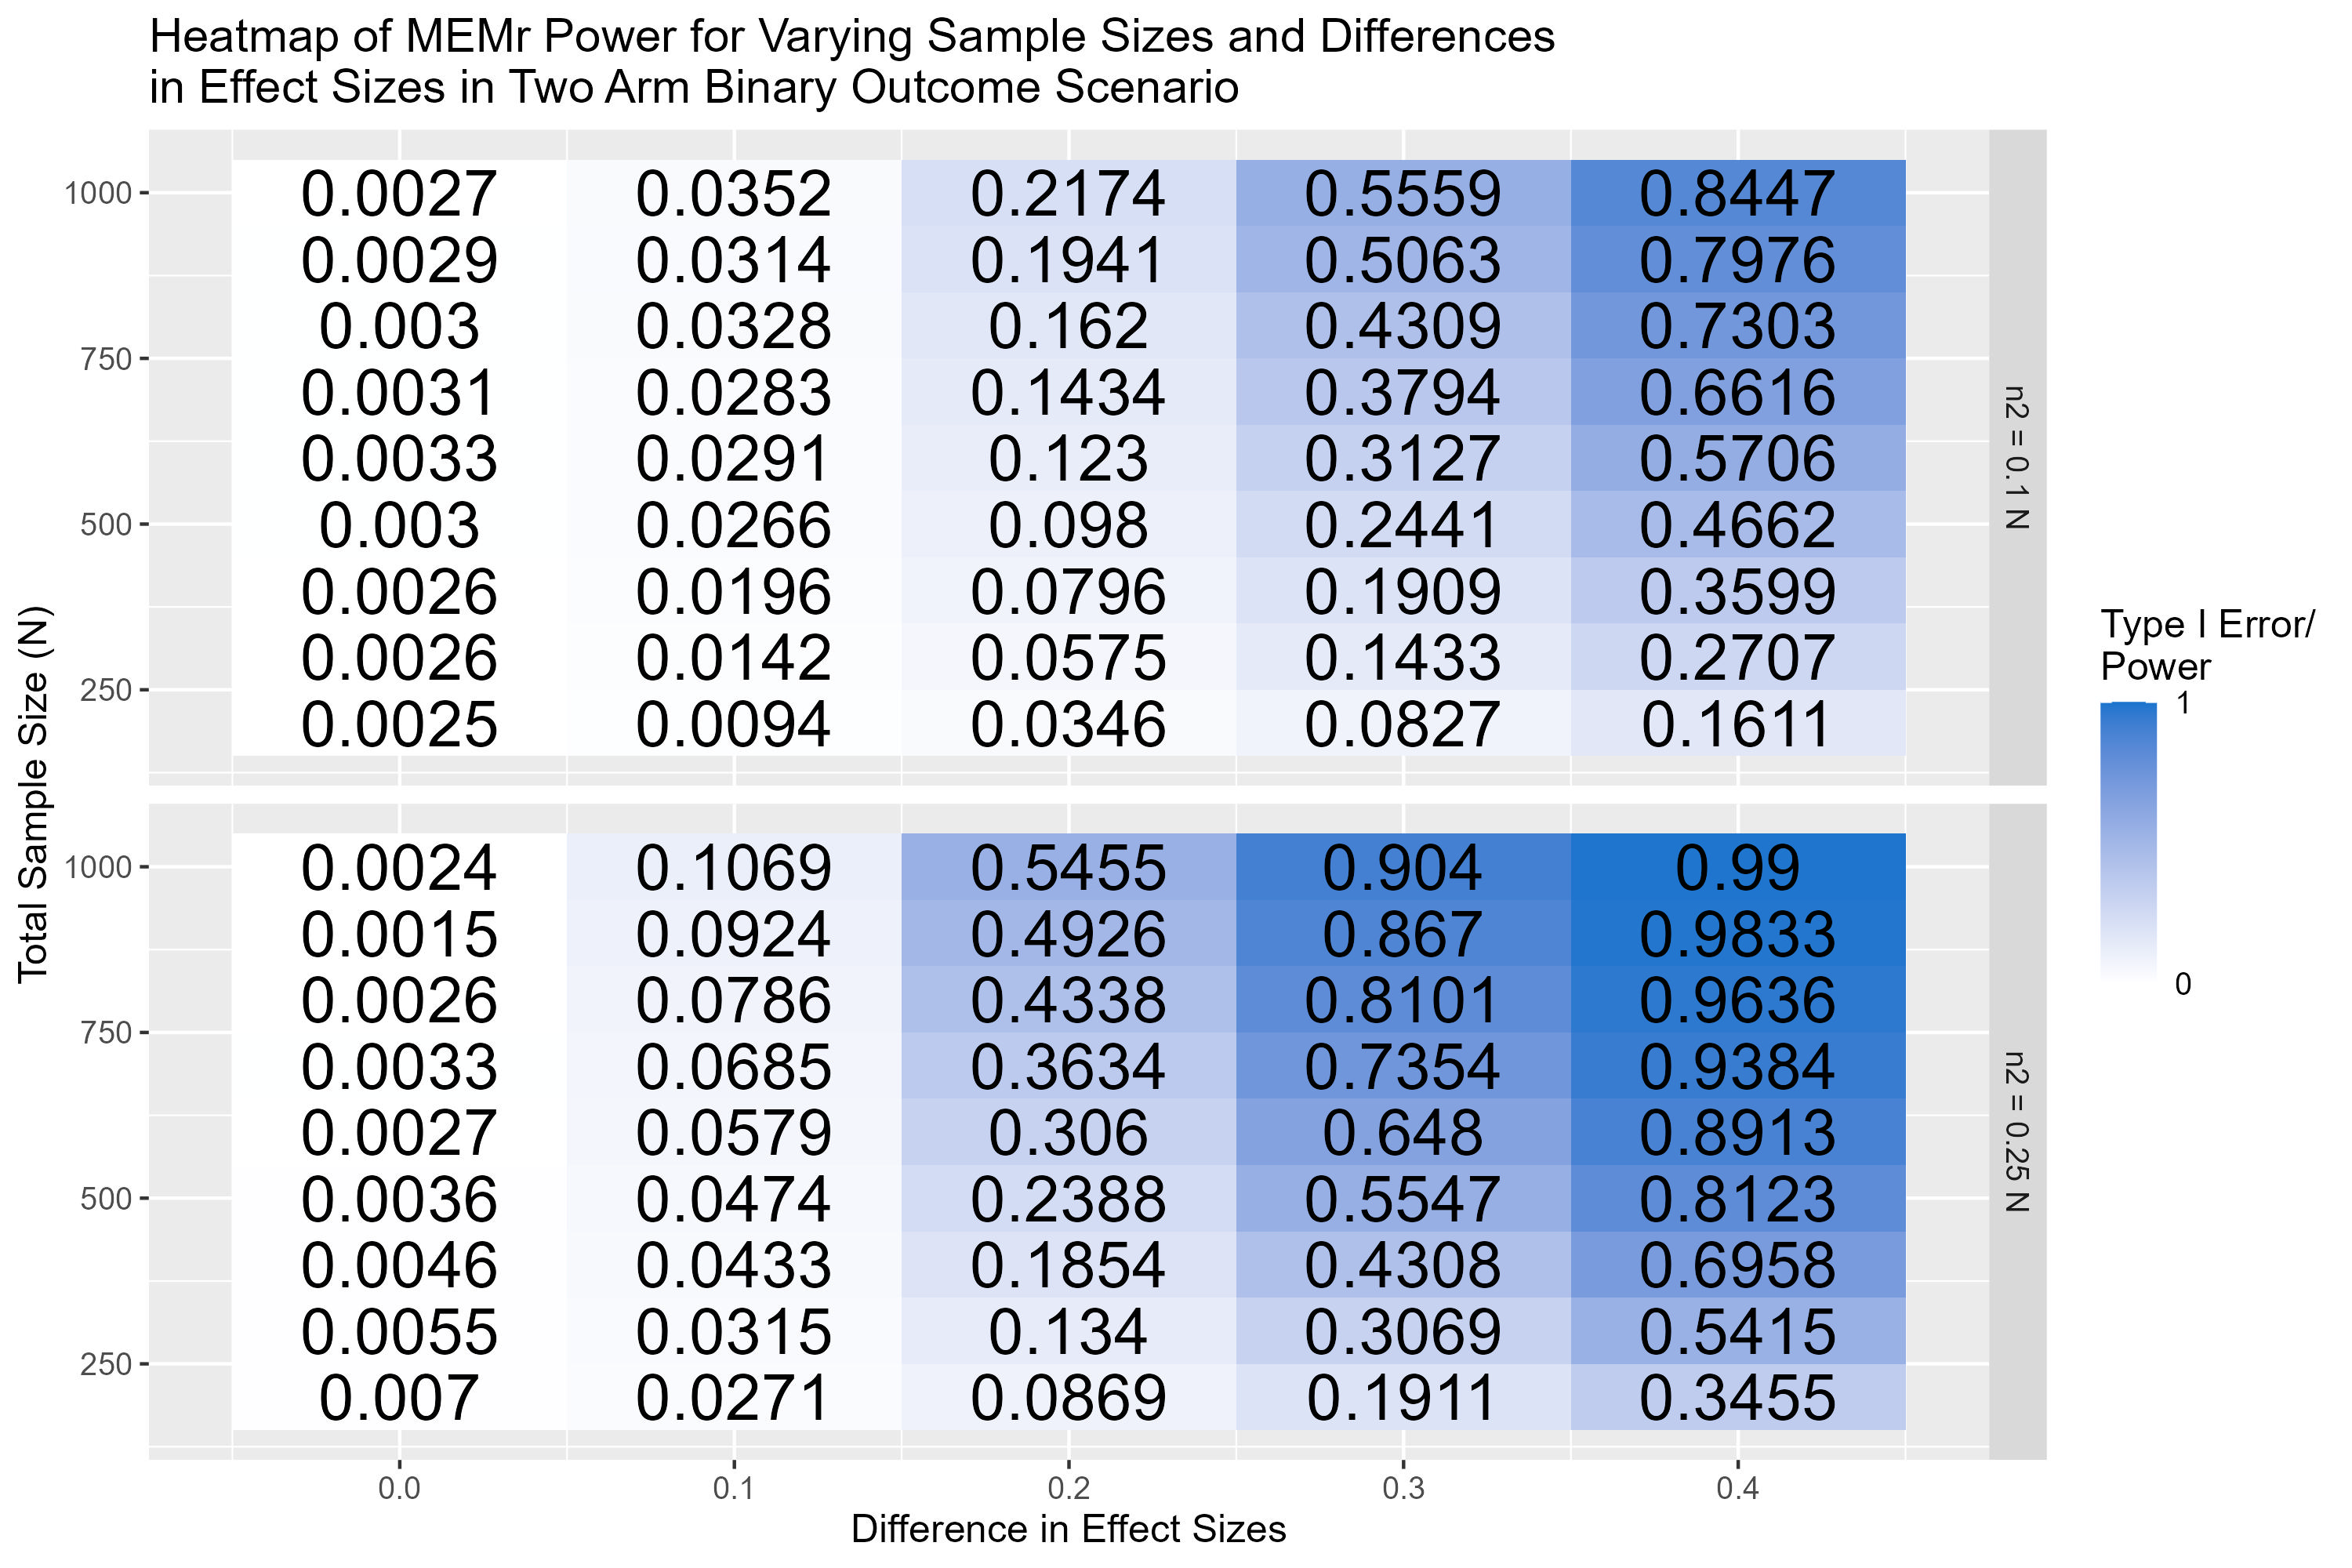 Heatmap of MEMr Power for Varying Sample Sizes and Differences
in Effect Sizes in Two Arm Binary Outcome Scenario
Total Sample Size (N)
1000
750
500
250
0.0027 0.0352 0.2174 0.5559 0.8447
0.0029 0.0314 0.1941 0.5063 0.7976
0.003 0.0328 0.162 0.4309 0.7303
0.0031 0.0283 0.1434 0.3794 0.6616
0.0033 0.0291 0.123 0.3127 0.5706
0.003 0.0266 0.098 0.2441 0.4662
0.0026 0.0196 0.0796 0.1909 0.3599
0.0026 0.0142 0.0575 0.1433 0.2707
0.0025 0.0094 0.0346 0.0827 0.1611
n2 = 0.1 N
1000
750
500
250
0.0024 0.1069 0.5455 0.904 0.99
0.0015 0.0924 0.4926 0.867 0.9833
0.0026 0.0786 0.4338 0.8101 0.9636
0.0033 0.0685 0.3634 0.7354 0.9384
0.0027 0.0579 0.306 0.648 0.8913
0.0036 0.0474 0.2388 0.5547 0.8123
0.0046 0.0433 0.1854 0.4308 0.6958
0.0055 0.0315 0.134 0.3069 0.5415
0.007 0.0271 0.0869 0.1911 0.3455
n2 = 0.25 N
0.0 0.1 0.2 0.3 0.4
Difference in Effect Sizes
Type I Error/
Power
1
0